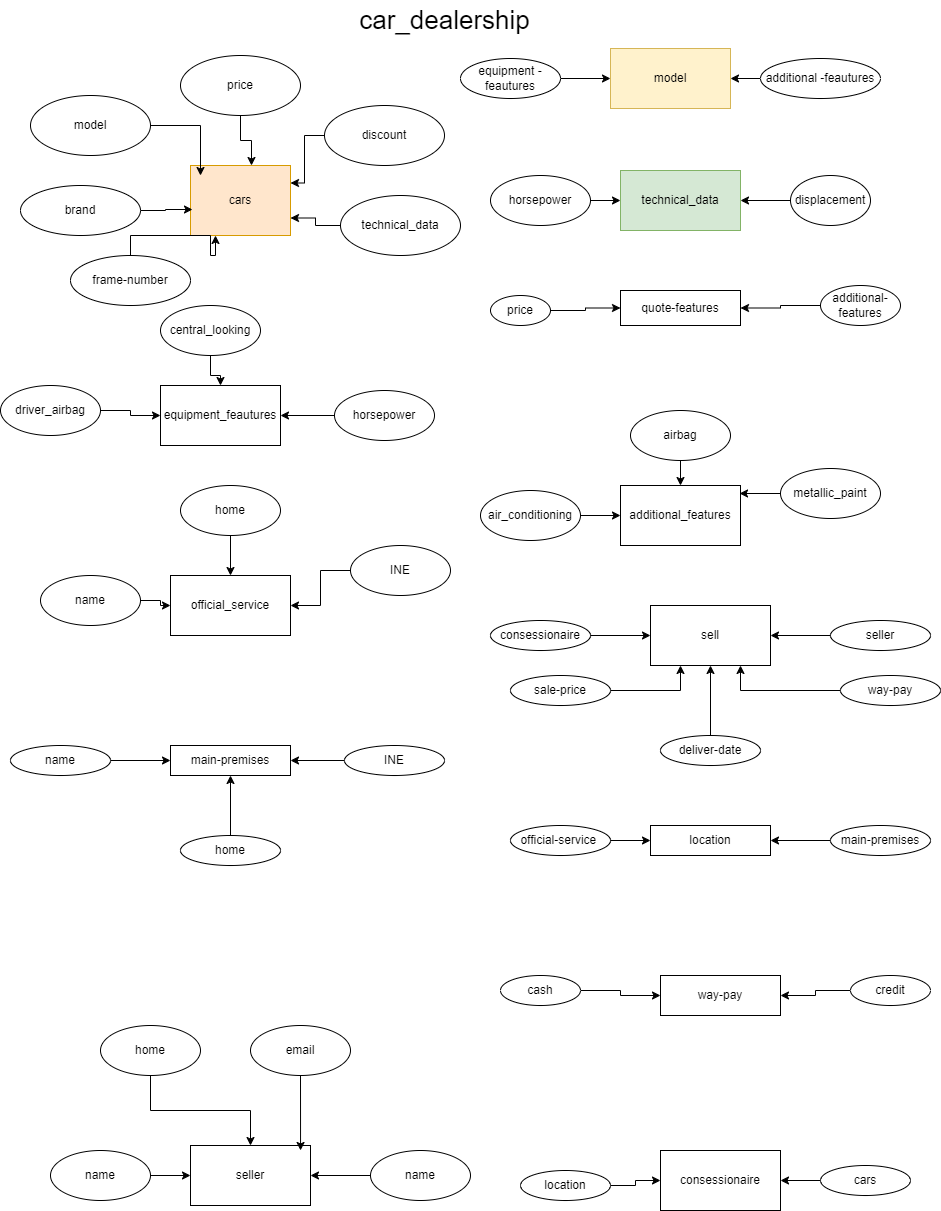 car_dealership
price
model
discount
cars
brand
technical_data
frame-number
equipment -
feautures
model
additional -feautures
horsepower
technical_data
displacement
price
quote-features
additional-
features
central_looking
driver_airbag
equipment_feautures
horsepower
airbag
air_conditioning
additional_features
metallic_paint
home
INE
name
official_service
consessionaire
sell
seller
sale-price
way-pay
deliver-date
name
main-premises
INE
home
official-service
location
main-premises
cash
way-pay
credit
home
email
name
seller
name
location
consessionaire
cars